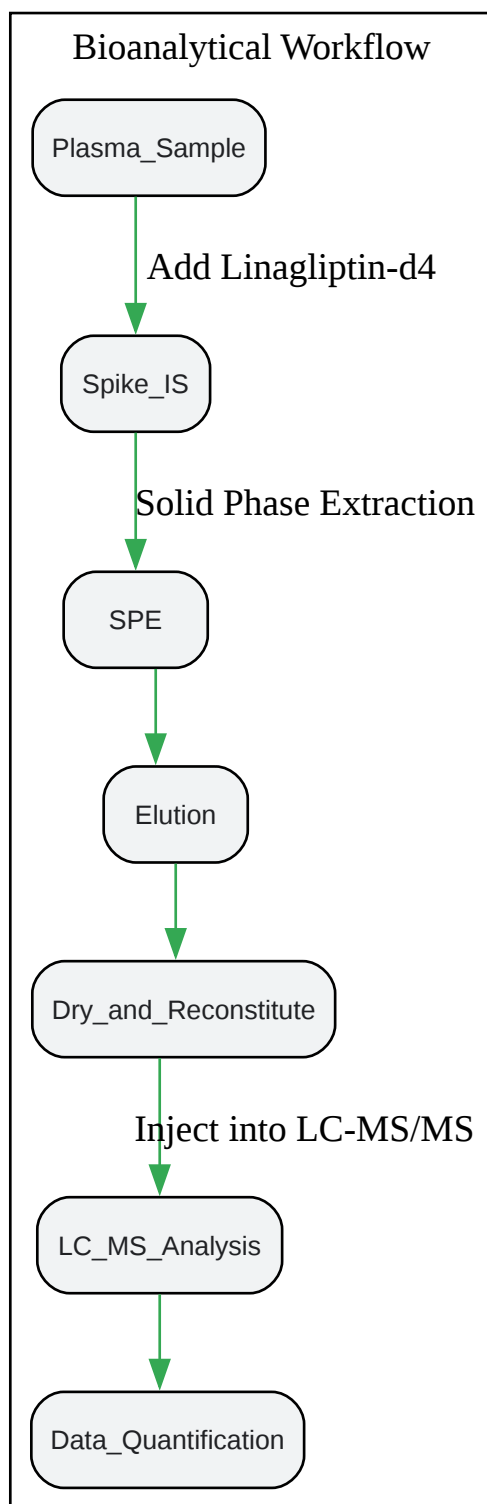 Bioanalytical Workflow
Plasma_Sample
Add Linagliptin-d4
Spike_IS
Solid Phase Extraction
SPE
Elution
Dry_and_Reconstitute
Inject into LC-MS/MS
LC_MS_Analysis
Data_Quantification